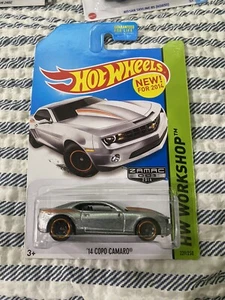 HOT WHEELS
NEW!
FOR 2014
ZAMAC
HW WORKSHOP
'14 COPO CAMARO
3+